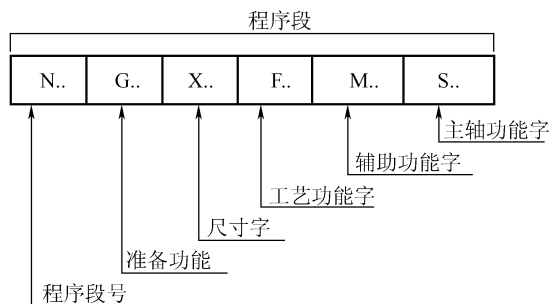 程序段
N.. G.. X.. F.. M.. S..
主轴功能字
辅助功能字
工艺功能字
尺寸字
准备功能
程序段号